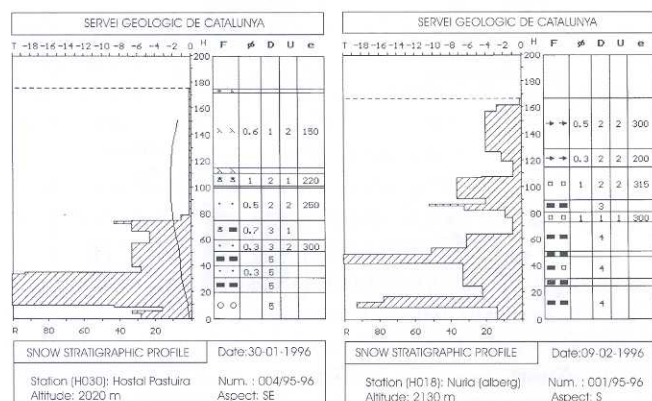 SERVEI GEOLOGIC DE CATALUNYA
T -18 -16 -14 -12 -10 -8 -6 -4 -2 0 H F ø D U e
200
180
160
0.6 1 2 150
140
120
1 2 1 220
100
0.5 2 2 250
80
0.7 3 1
60
0.3 3 2 300
5
40
0.3 5
5
20
5
R 80 60 40 20 0
SNOW STRATIGRAPHIC PROFILE Date:30-01-1996
Station (H030): Hostal Pastuira Num. : 004/95-96
Altitude: 2020 m Aspect: SE
SERVEI GEOLOGIC DE CATALUNYA
T -18 -16 -14 -12 -10 -8 -6 -4 -2 0 H F ø D U e
200
180
160
0.5 2 2 300
140
0.3 2 2 200
120
1 2 2 315
100
3
80
1 1 1 300
4
60
40
4
20
4
R 80 60 40 20 0
SNOW STRATIGRAPHIC PROFILE Date:09-02-1996
Station (H018): Nuria (alberg) Num. : 001/95-96
Altitude: 2130 m Aspect: S